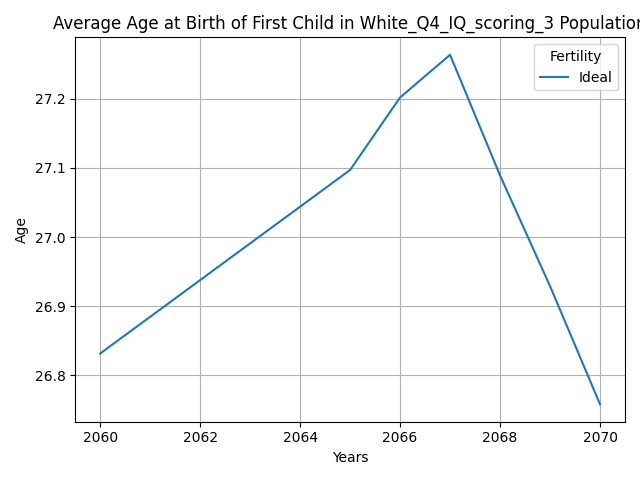 Average Age at Birth of First Child in White_Q4_IQ_scoring_3 Population
Fertility
Ideal
27.2
27.1
27.0
26.9
26.8
Age
2060
2062
2064
2066
2068
2070
Years